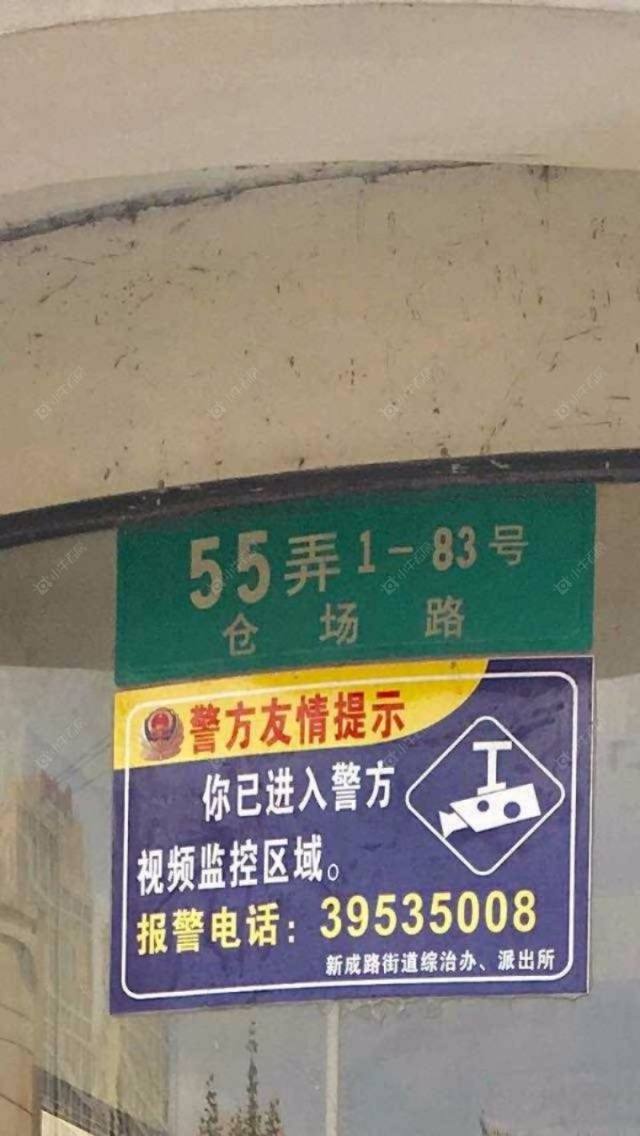 55弄1-83号
仓场路
警方友情提示
你已进入警方
视频监控区域。
报警电话：39535008
新成路街道综治办、派出所